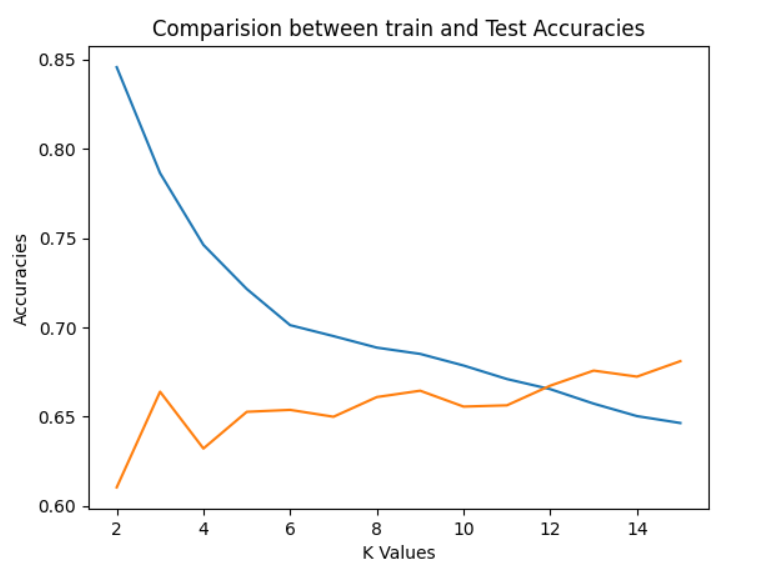 Comparision between train and Test Accuracies
0.85
0.80
0.75
0.70
0.65
0.60
Accuracies
2 4 6 8 10 12 14
K Values